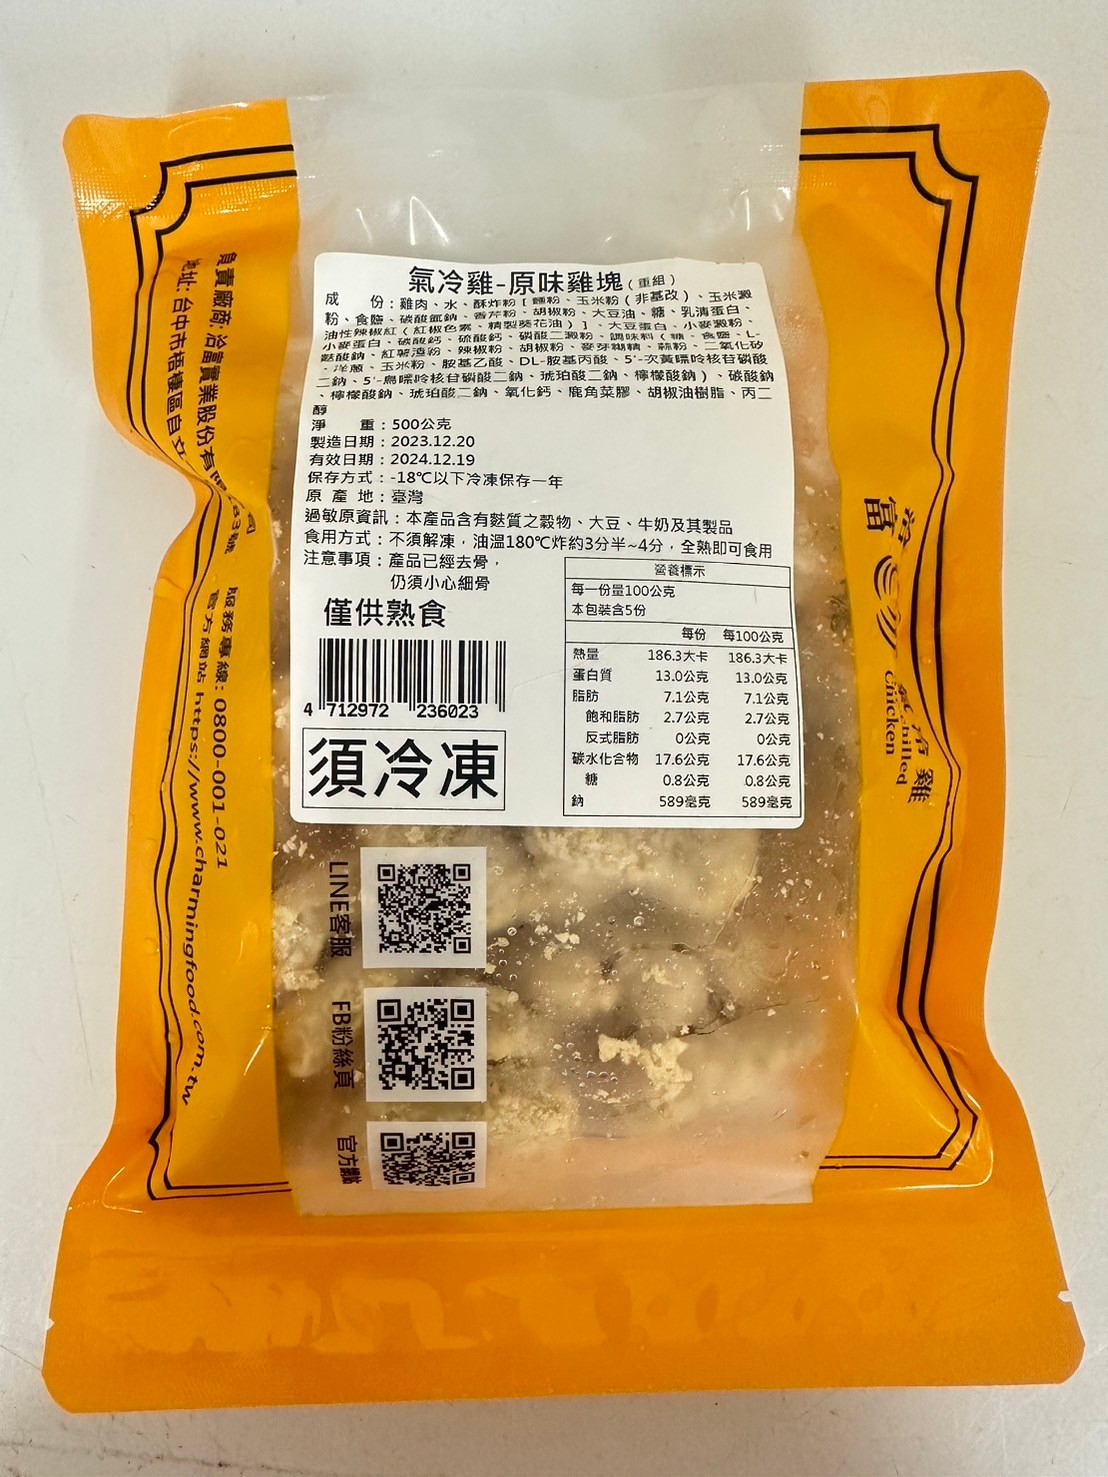 氣冷雞-原味雞塊(重組)
成　份：雞肉、水、酥炸粉[麵粉、玉米粉(非基改)、玉米澱
粉、食鹽、碳酸氫鈉、香芹粉、胡椒粉、大豆油、糖、乳清蛋白、
油性辣椒紅(紅椒色素、精製葵花油)]、大豆蛋白、小麥澱粉、
小麥蛋白、碳酸鈣、硫酸鈣、磷酸二澱粉、調味料(糖、食鹽、L-
麩酸鈉、紅蔥渣粉、辣椒粉、胡椒粉、麥芽糊精、蒜粉、二氧化矽
、洋蔥、玉米粉、胺基乙酸、DL-胺基丙酸、5'-次黃嘌呤核苷磷酸
二鈉、5'-鳥嘌呤核苷磷酸二鈉、琥珀酸二鈉、檸檬酸鈉)、碳酸鈉
、檸檬酸鈉、琥珀酸二鈉、氧化鈣、鹿角菜膠、胡椒油樹脂、丙二
醇
淨　重：500公克
製造日期：2023.12.20
有效日期：2024.12.19
保存方式：-18℃以下冷凍保存一年
原 產 地：臺灣
過敏原資訊：本產品含有麩質之穀物、大豆、牛奶及其製品
食用方式：不須解凍，油溫180℃炸約3分半~4分，全熟即可食用
注意事項：產品已經去骨，
仍須小心細骨
僅供熟食
4 712972 236023
須冷凍
營養標示
每一份量100公克
本包裝含5份
每份 每100公克
熱量 186.3大卡 186.3大卡
蛋白質 13.0公克 13.0公克
脂肪 7.1公克 7.1公克
飽和脂肪 2.7公克 2.7公克
反式脂肪 0公克 0公克
碳水化合物 17.6公克 17.6公克
糖 0.8公克 0.8公克
鈉 589毫克 589毫克
負責廠商：洽富實業股份有
地址：台中市梧棲區自立
號
服務專線：0800-001-021
官方網站 https://www.charmingfood.com.tw
LINE客服
FB粉絲頁
官方
洽富
冷雞
chilled
chicken